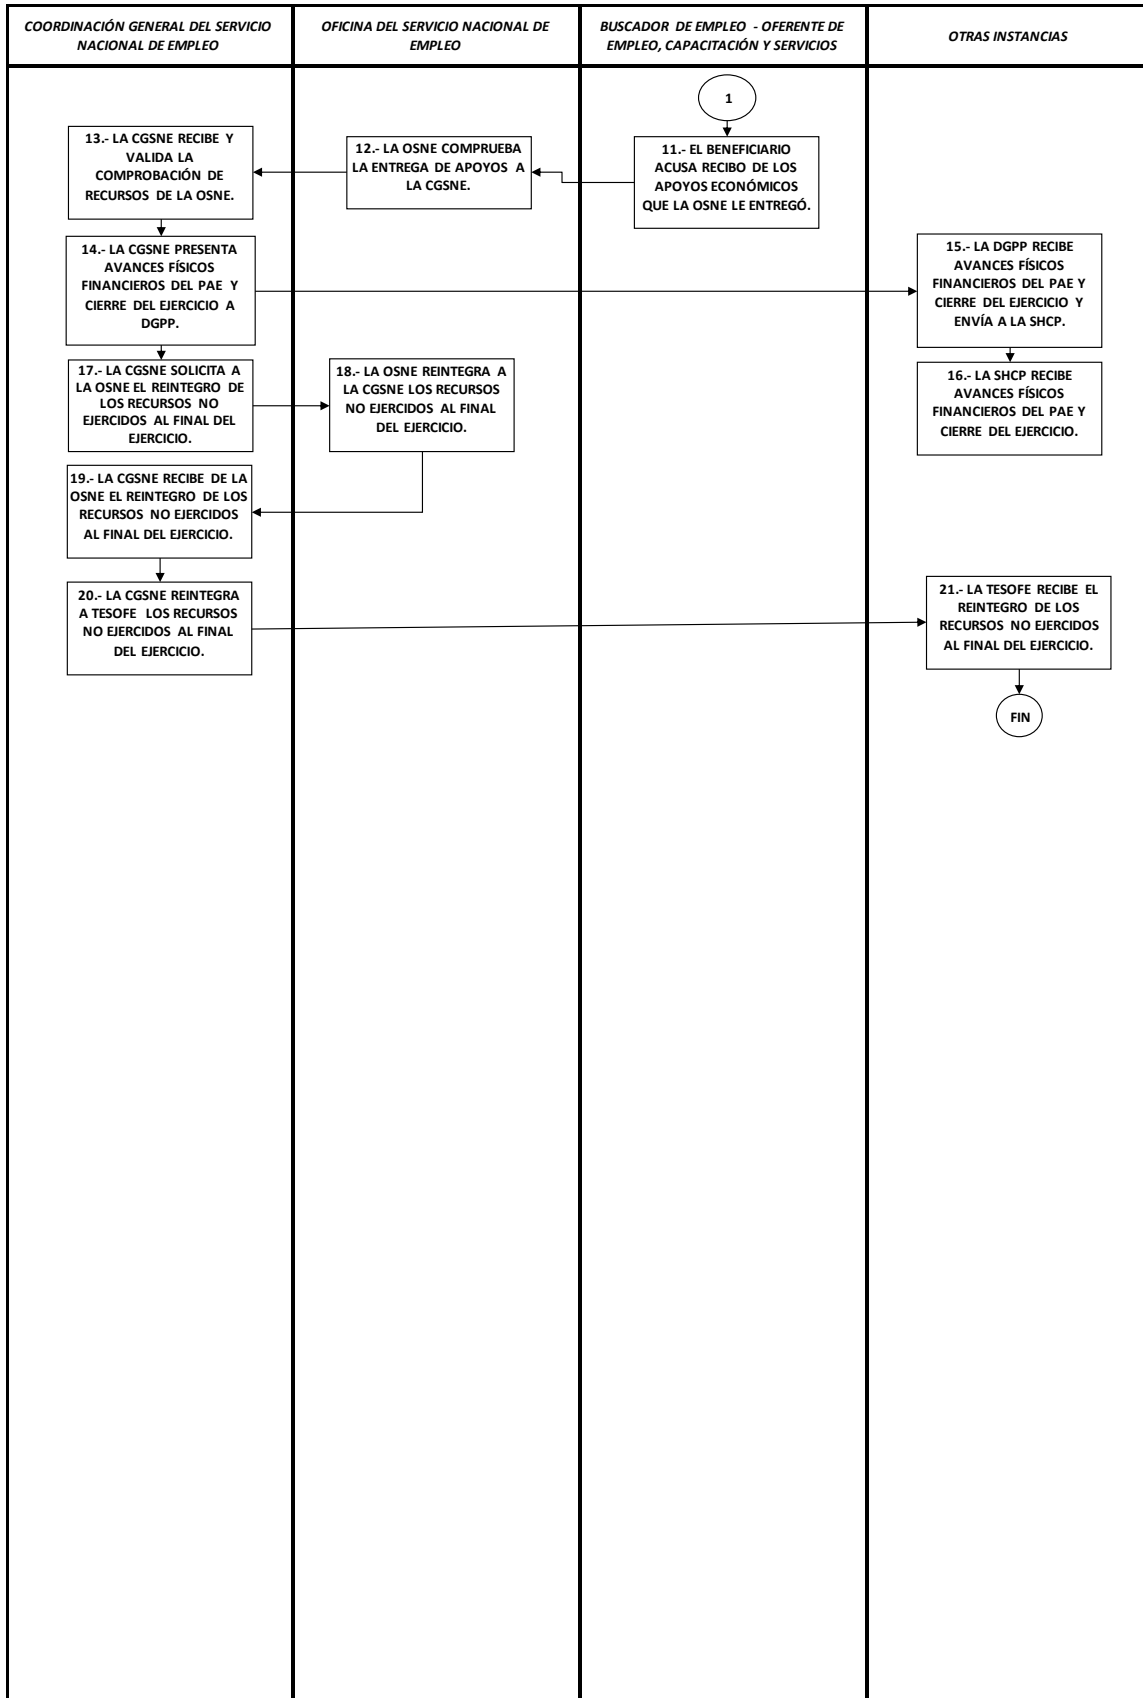 COORDINACIÓN GENERAL DEL SERVICIO
NACIONAL DE EMPLEO
OFICINA DEL SERVICIO NACIONAL DE
EMPLEO
BUSCADOR DE EMPLEO - OFERENTE DE
EMPLEO, CAPACITACIÓN Y SERVICIOS
OTRAS INSTANCIAS
1
11.- EL BENEFICIARIO
ACUSA RECIBO DE LOS
APOYOS ECONÓMICOS
QUE LA OSNE LE ENTREGÓ.
12.- LA OSNE COMPRUEBA
LA ENTREGA DE APOYOS A
LA CGSNE.
13.- LA CGSNE RECIBE Y
VALIDA LA
COMPROBACIÓN DE
RECURSOS DE LA OSNE.
14.- LA CGSNE PRESENTA
AVANCES FÍSICOS
FINANCIEROS DEL PAE Y
CIERRE DEL EJERCICIO A
DGPP.
15.- LA DGPP RECIBE
AVANCES FÍSICOS
FINANCIEROS DEL PAE Y
CIERRE DEL EJERCICIO Y
ENVÍA A LA SHCP.
16.- LA SHCP RECIBE
AVANCES FÍSICOS
FINANCIEROS DEL PAE Y
CIERRE DEL EJERCICIO.
17.- LA CGSNE SOLICITA A
LA OSNE EL REINTEGRO DE
LOS RECURSOS NO
EJERCIDOS AL FINAL DEL
EJERCICIO.
18.- LA OSNE REINTEGRA A
LA CGSNE LOS RECURSOS
NO EJERCIDOS AL FINAL
DEL EJERCICIO.
19.- LA CGSNE RECIBE DE LA
OSNE EL REINTEGRO DE LOS
RECURSOS NO EJERCIDOS
AL FINAL DEL EJERCICIO.
20.- LA CGSNE REINTEGRA
A TESOFE LOS RECURSOS
NO EJERCIDOS AL FINAL
DEL EJERCICIO.
21.- LA TESOFE RECIBE EL
REINTEGRO DE LOS
RECURSOS NO EJERCIDOS
AL FINAL DEL EJERCICIO.
FIN